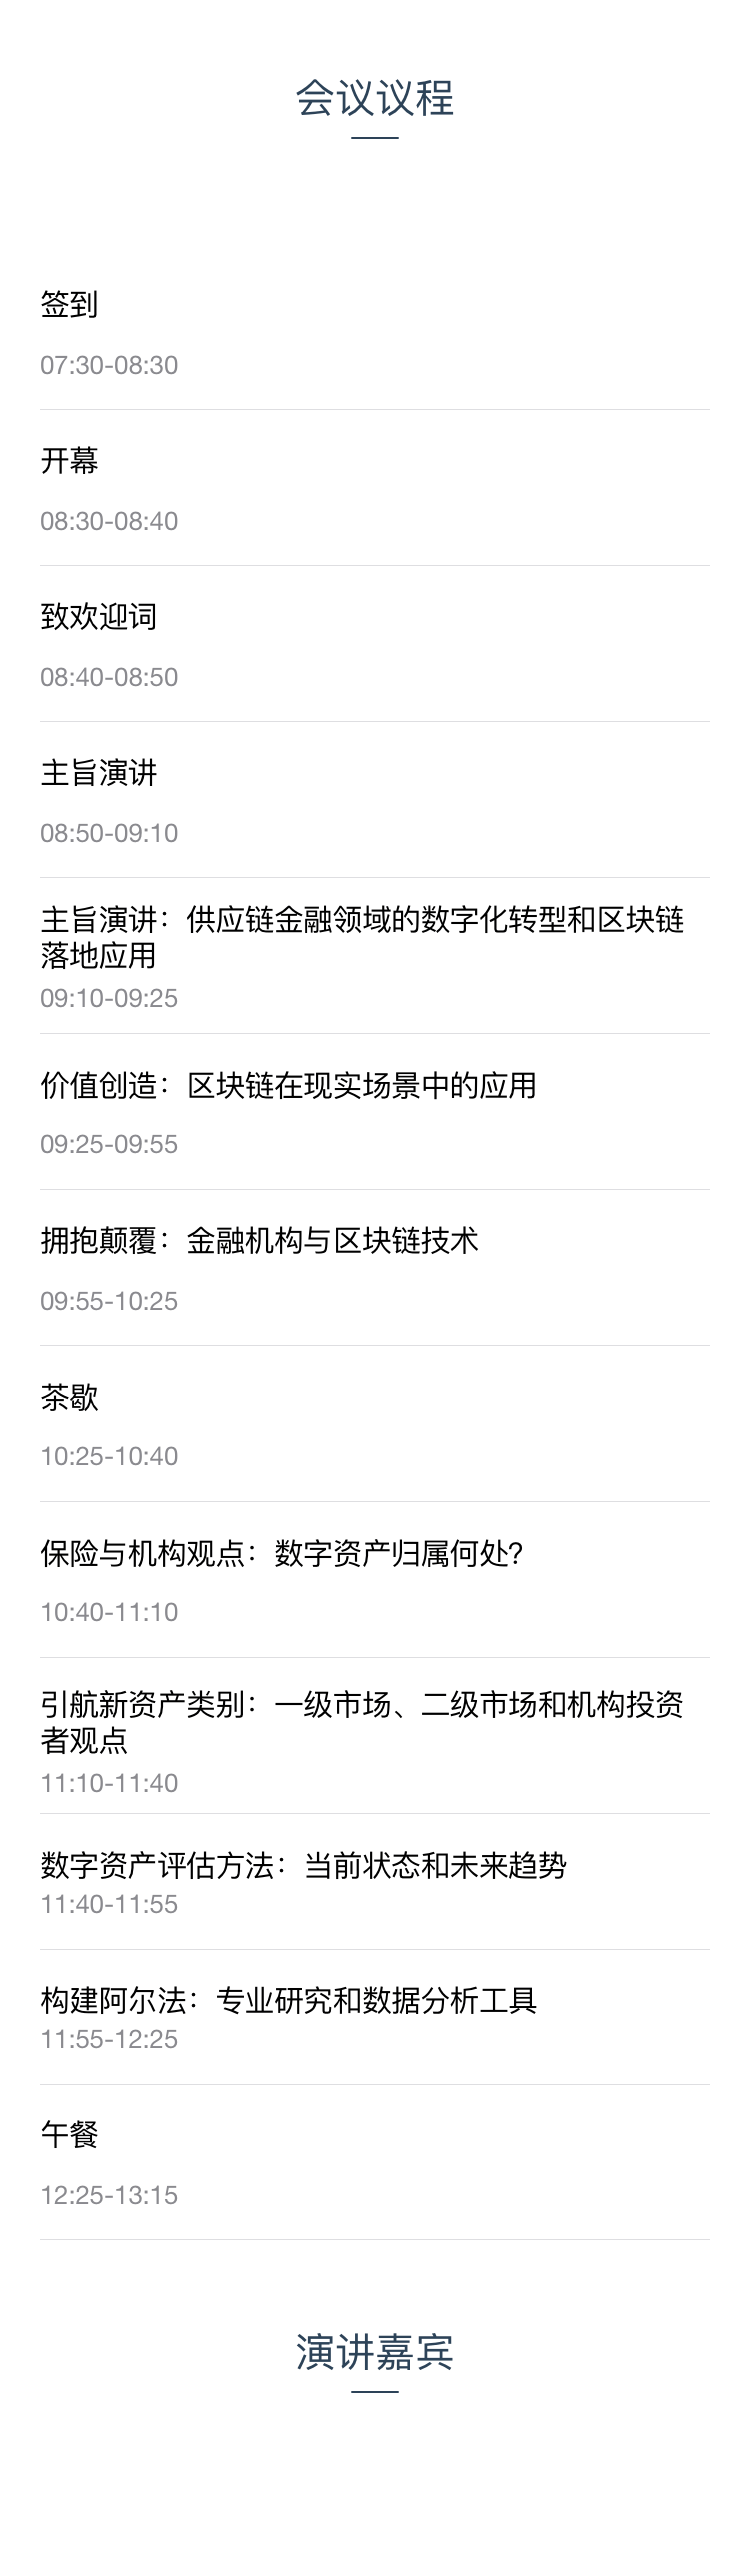 会议议程
签到
07:30-08:30
开幕
08:30-08:40
致欢迎词
08:40-08:50
主旨演讲
08:50-09:10
主旨演讲：供应链金融领域的数字化转型和区块链
落地应用
09:10-09:25
价值创造：区块链在现实场景中的应用
09:25-09:55
拥抱颠覆：金融机构与区块链技术
09:55-10:25
茶歇
10:25-10:40
保险与机构观点：数字资产归属何处？
10:40-11:10
引航新资产类别：一级市场、二级市场和机构投资
者观点
11:10-11:40
数字资产评估方法：当前状态和未来趋势
11:40-11:55
构建阿尔法：专业研究和数据分析工具
11:55-12:25
午餐
12:25-13:15
演讲嘉宾